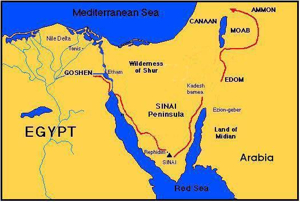 Mediterranean Sea
AMMON
CANAAN
MOAB
Nile Delta
Tanis
Wilderness
of Shur
GOSHEN
Etham
EDOM
Kadesh
barnea
SINAI
Peninsula
Ezion-geber
EGYPT
Land of
Midian
Rephidim
SINAI
Arabia
Red Sea